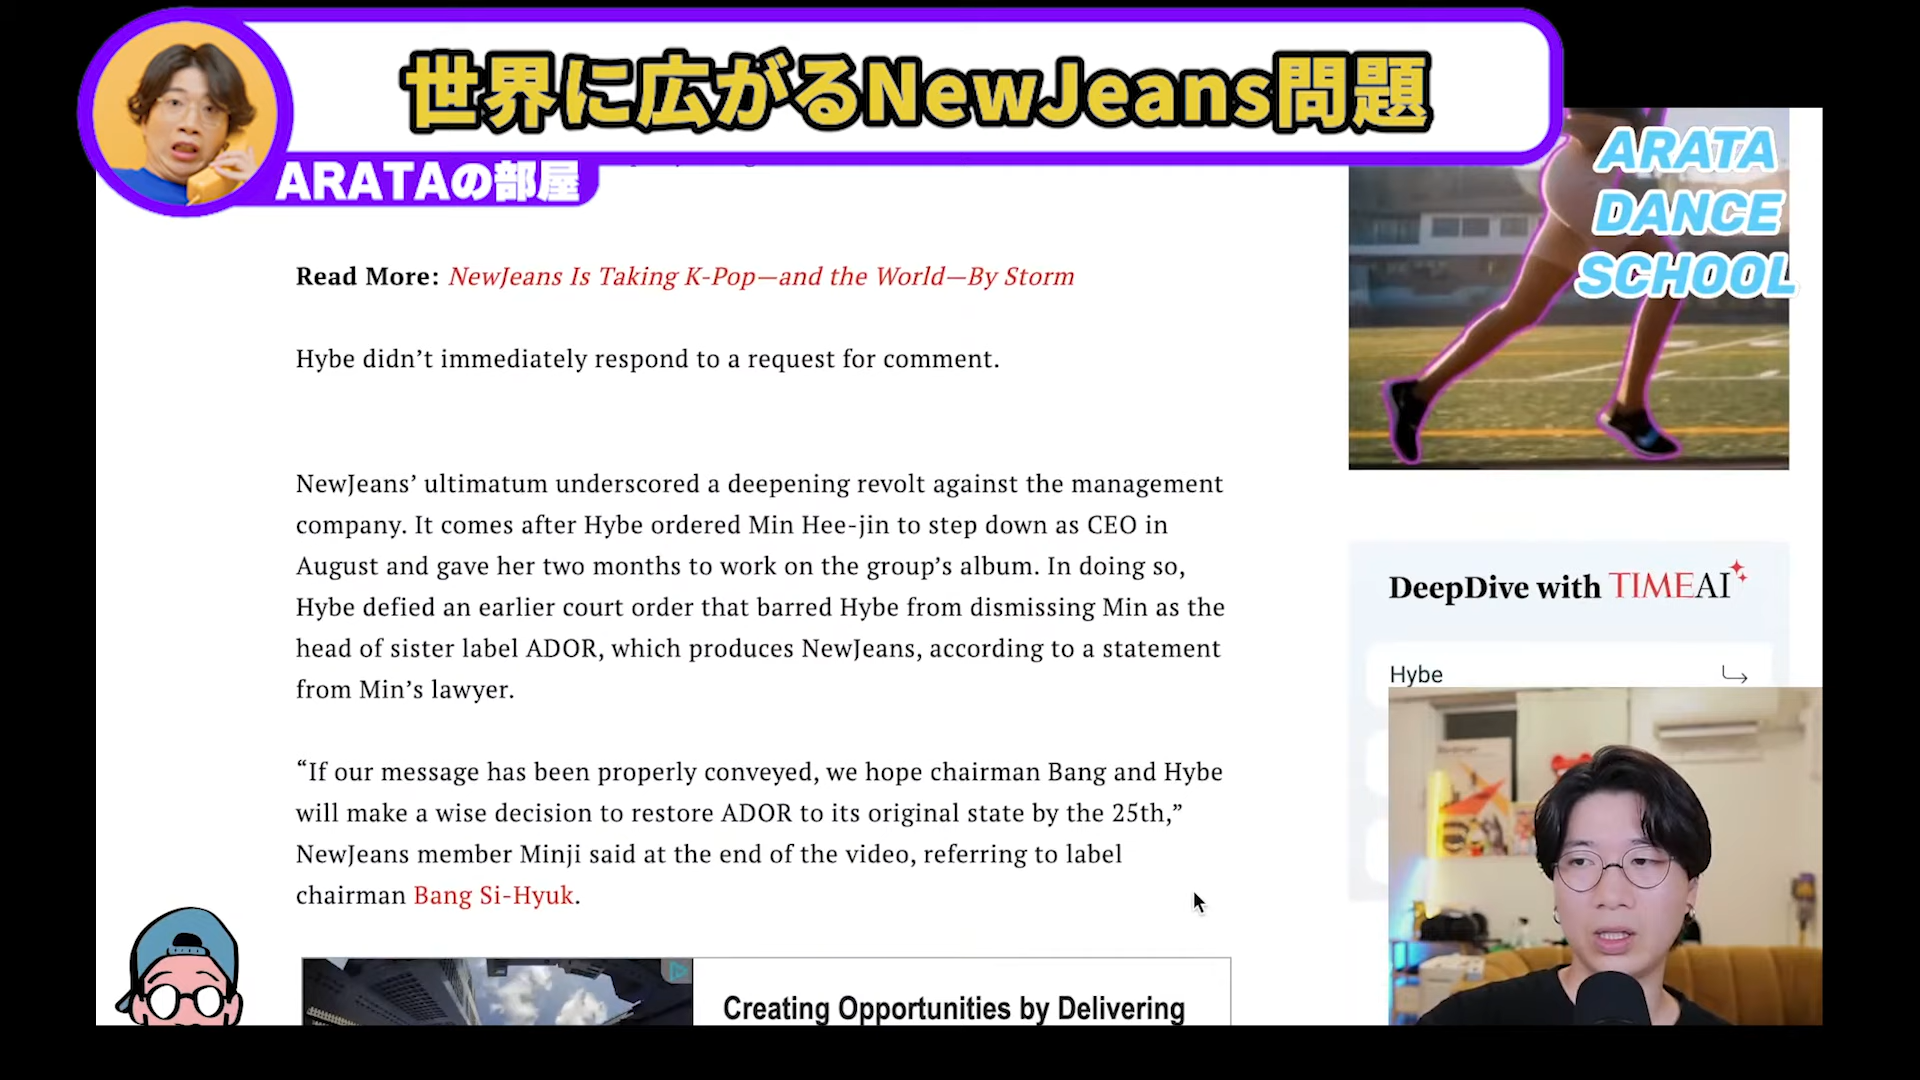 世界に広がるNewJeans問題
ARATAの部屋
ARATA
DANCE
SCHOOL
Read More: NewJeans Is Taking K-Pop—and the World—By Storm
Hybe didn’t immediately respond to a request for comment.
NewJeans’ ultimatum underscored a deepening revolt against the management
company. It comes after Hybe ordered Min Hee-jin to step down as CEO in
August and gave her two months to work on the group’s album. In doing so,
Hybe defied an earlier court order that barred Hybe from dismissing Min as the
head of sister label ADOR, which produces NewJeans, according to a statement
from Min’s lawyer.
“If our message has been properly conveyed, we hope chairman Bang and Hybe
will make a wise decision to restore ADOR to its original state by the 25th,”
NewJeans member Minji said at the end of the video, referring to label
chairman Bang Si-Hyuk.
DeepDive with TIMEAI
Hybe
Creating Opportunities by Delivering